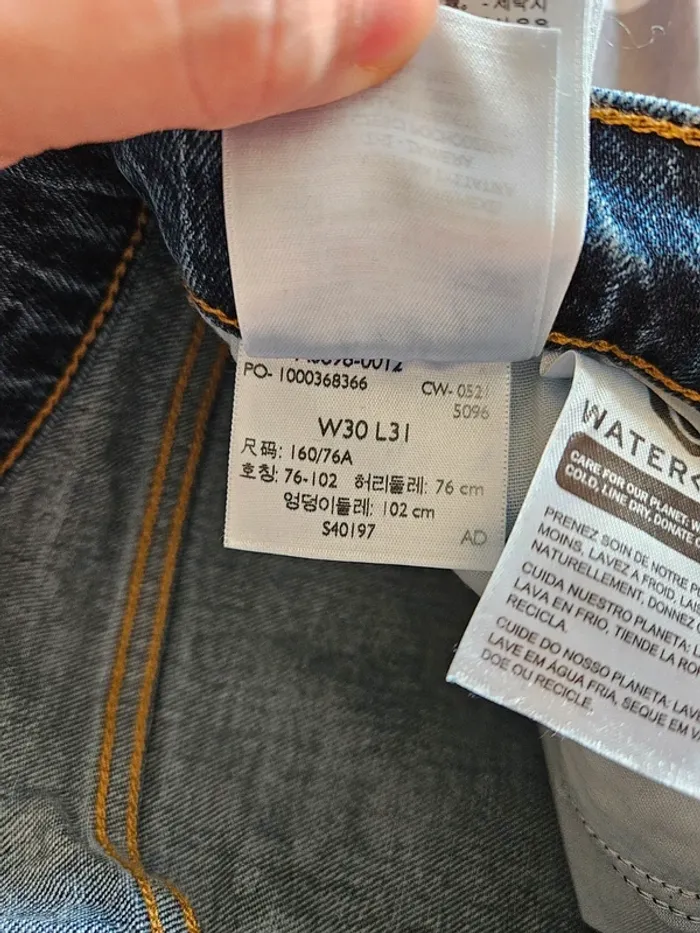 PO- 1000368366
CW- 052
5096
W30 L31
尺码: 160/76A
호칭: 76-102 허리둘레: 76 cm
엉덩이둘레: 102 cm
S40197
AD
CARE FOR OUR PLANET
COLD, LINE DRY, DONATE
PRENEZ SOIN DE NOTRE
MOINS, LAVEZ A FROID,
NATURELLEMENT. DONNEZ
CUIDA NUESTRO PLANETA:
LAVA EN FRIO, TIENDE LA
RECICLA.
CUIDE DO NOSSO PLANETA:
LAVE EM ÁGUA FRIA, SEQUE EM
DOE OU RECICLE.